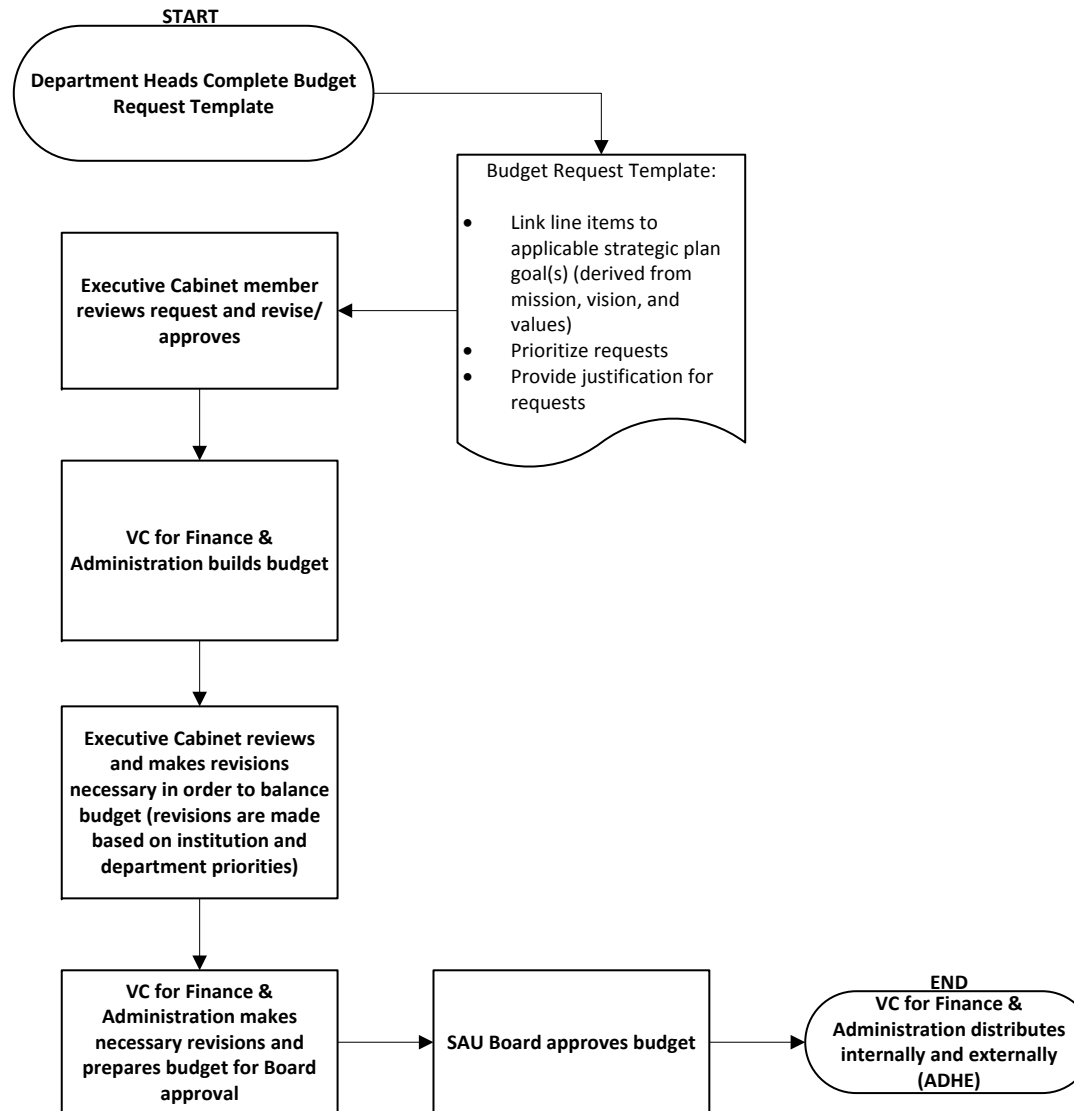 START
Department Heads Complete Budget
Request Template
Budget Request Template:
• Link line items to
applicable strategic plan
goal(s) (derived from
mission, vision, and
values)
• Prioritize requests
• Provide justification for
requests
Executive Cabinet member
reviews request and revise/
approves
VC for Finance &
Administration builds budget
Executive Cabinet reviews
and makes revisions
necessary in order to balance
budget (revisions are made
based on institution and
department priorities)
VC for Finance &
Administration makes
necessary revisions and
prepares budget for Board
approval
SAU Board approves budget
END
VC for Finance &
Administration distributes
internally and externally
(ADHE)